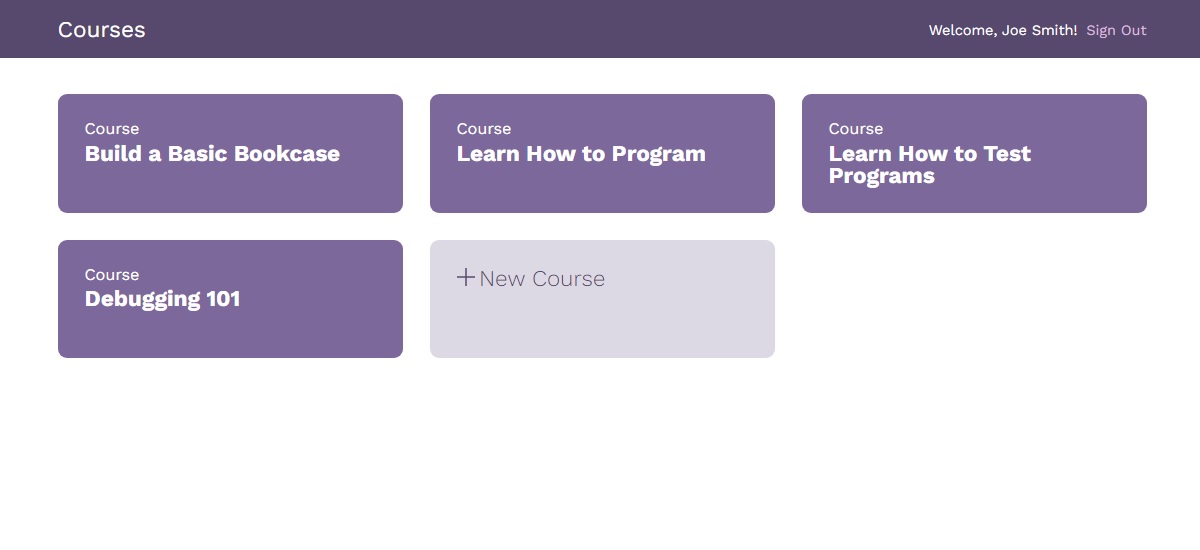 Courses
Welcome, Joe Smith! Sign Out
Course
Build a Basic Bookcase
Course
Learn How to Program
Course
Learn How to Test
Programs
Course
Debugging 101
+ New Course